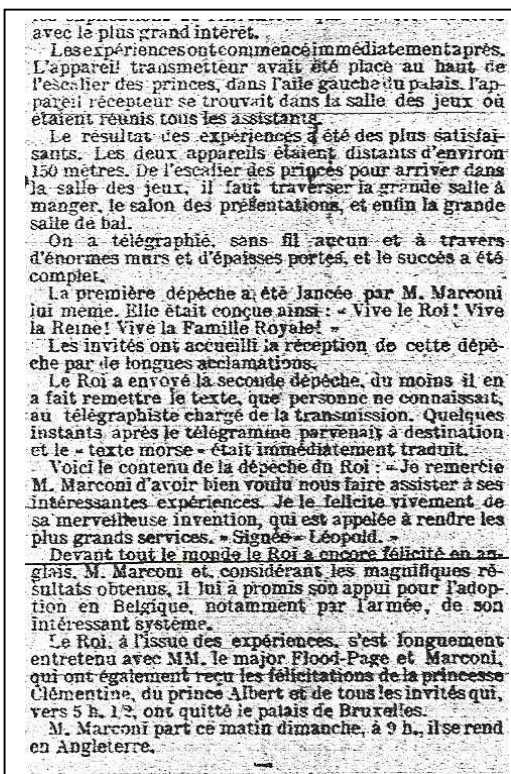 avec le plus grand intérêt.
Les expériences ont commencé immédiatement après.
L'appareil transmetteur avait été placé au haut de
l'escalier des princes, dans l'aile gauche du palais, l'ap-
pareil récepteur se trouvait dans la salle des jeux où
étaient réunis tous les assistants.
Le résultat des expériences a été des plus satisfai-
sants. Les deux appareils étaient distants d'environ
150 mètres. De l'escalier des princes pour arriver dans
la salle des jeux, il faut traverser la grande salle à
manger, le salon des présentations, et enfin la grande
salle de bal.
On a télégraphié, sans fil aucun et à travers
d'énormes murs et d'épaisses portes, et le succès a été
complet.
La première dépêche a été lancée par M. Marconi
lui même. Elle était conçue ainsi : « Vive le Roi! Vive
la Reine! Vive la Famille Royale! »
Les invités ont accueilli la réception de cette dépê-
che par de longues acclamations.
Le Roi a envoyé la seconde dépêche, du moins il en
a fait remettre le texte, que personne ne connaissait,
au télégraphiste chargé de la transmission. Quelques
instants après le télégramme parvenait à destination
et le « texte morse » était immédiatement traduit.
Voici le contenu de la dépêche du Roi : « Je remercie
M. Marconi d'avoir bien voulu nous faire assister à ses
intéressantes expériences. Je le félicite vivement de
sa merveilleuse invention, qui est appelée à rendre les
plus grands services. » Signée « Léopold. »
Devant tout le monde le Roi a encore félicité en an-
glais, M. Marconi et, considérant les magnifiques ré-
sultats obtenus, il lui a promis son appui pour l'adop-
tion en Belgique, notamment par l'armée, de son
intéressant système.
Le Roi, à l'issue des expériences, s'est longuement
entretenu avec MM. le major Flood-Page et Marconi,
qui ont également reçu les félicitations de la princesse
Clémentine, du prince Albert et de tous les invités qui,
vers 5 h. 1/2, ont quitté le palais de Bruxelles.
M. Marconi part ce matin dimanche, à 9 h., il se rend
en Angleterre.